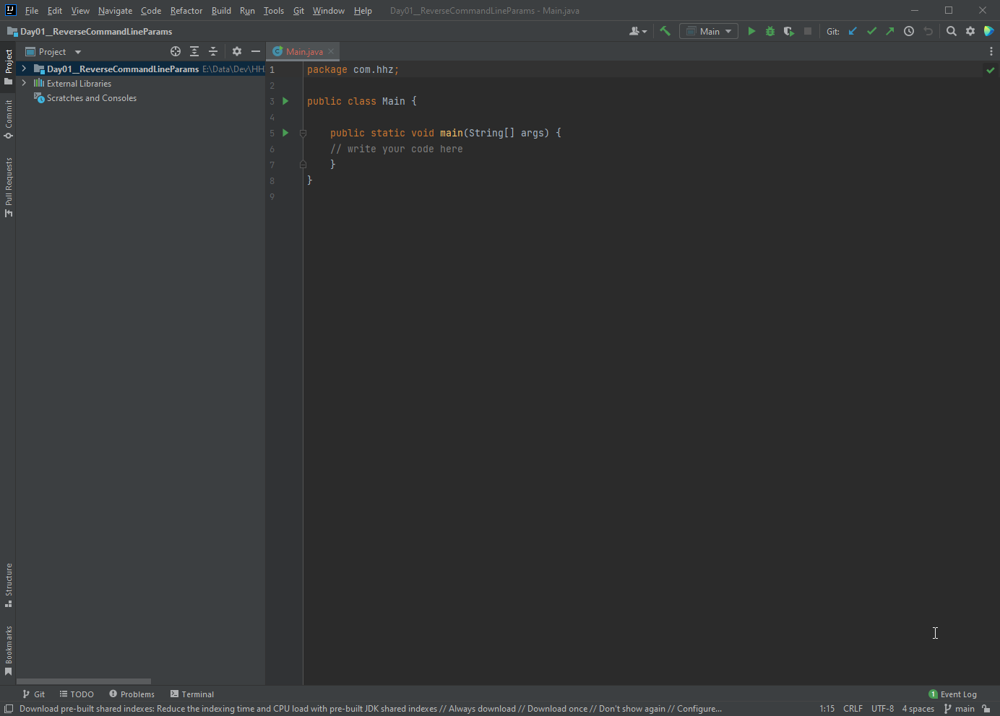 IJ File Edit View Navigate Code Refactor Build Run Tools Git Window Help Day01__ReverseCommandLineParams - Main.java
Day01__ReverseCommandLineParams Main Git:
Project Main.java
Day01__ReverseCommandLineParams E:\Data\Dev\HH
External Libraries
Scratches and Consoles
1 package com.hhz;
2
3 public class Main {
4
5 public static void main(String[] args) {
6 // write your code here
7 }
8 }
9
Project
Commit
Pull Requests
Structure
Bookmarks
Git TODO Problems Terminal 1 Event Log
Download pre-built shared indexes: Reduce the indexing time and CPU load with pre-built JDK shared indexes // Always download // Download once // Don't show again // Configure... 1:15 CRLF UTF-8 4 spaces main